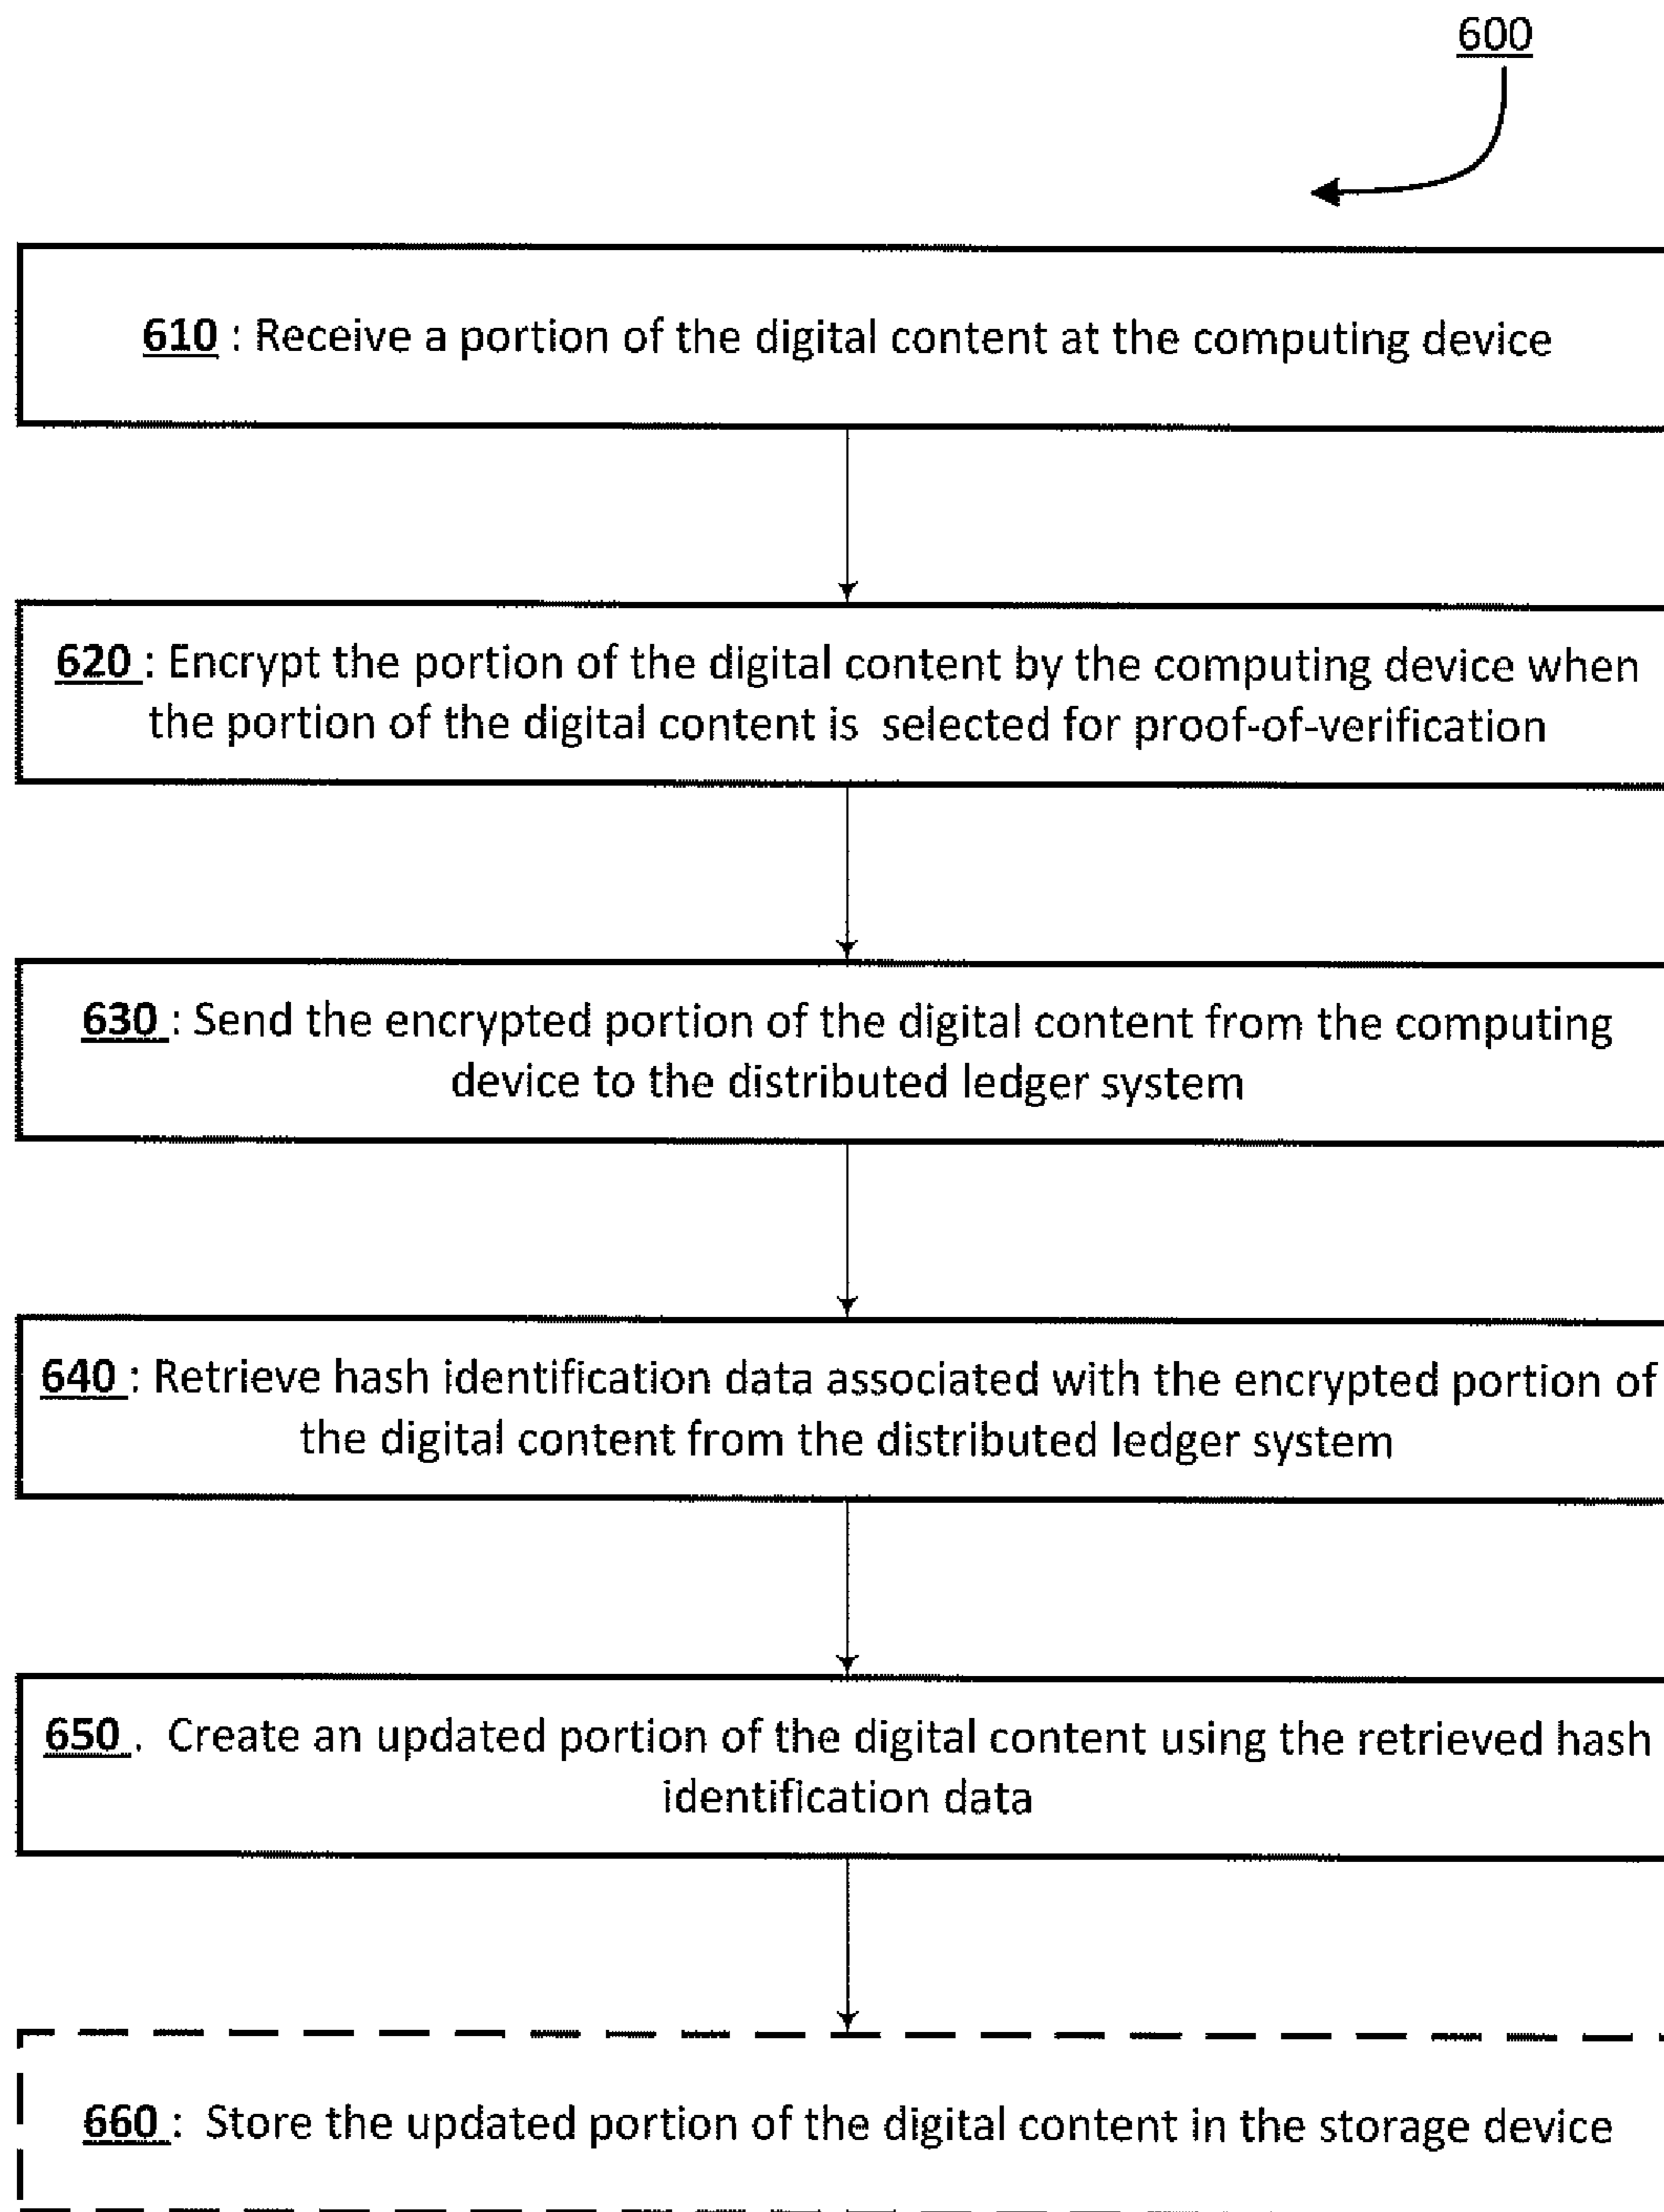 600
610 : Receive a portion of the digital content at the computing device
620 : Encrypt the portion of the digital content by the computing device when
the portion of the digital content is selected for proof-of-verification
630 : Send the encrypted portion of the digital content from the computing
device to the distributed ledger system
640 : Retrieve hash identification data associated with the encrypted portion of
the digital content from the distributed ledger system
650 . Create an updated portion of the digital content using the retrieved hash
identification data
660 : Store the updated portion of the digital content in the storage device